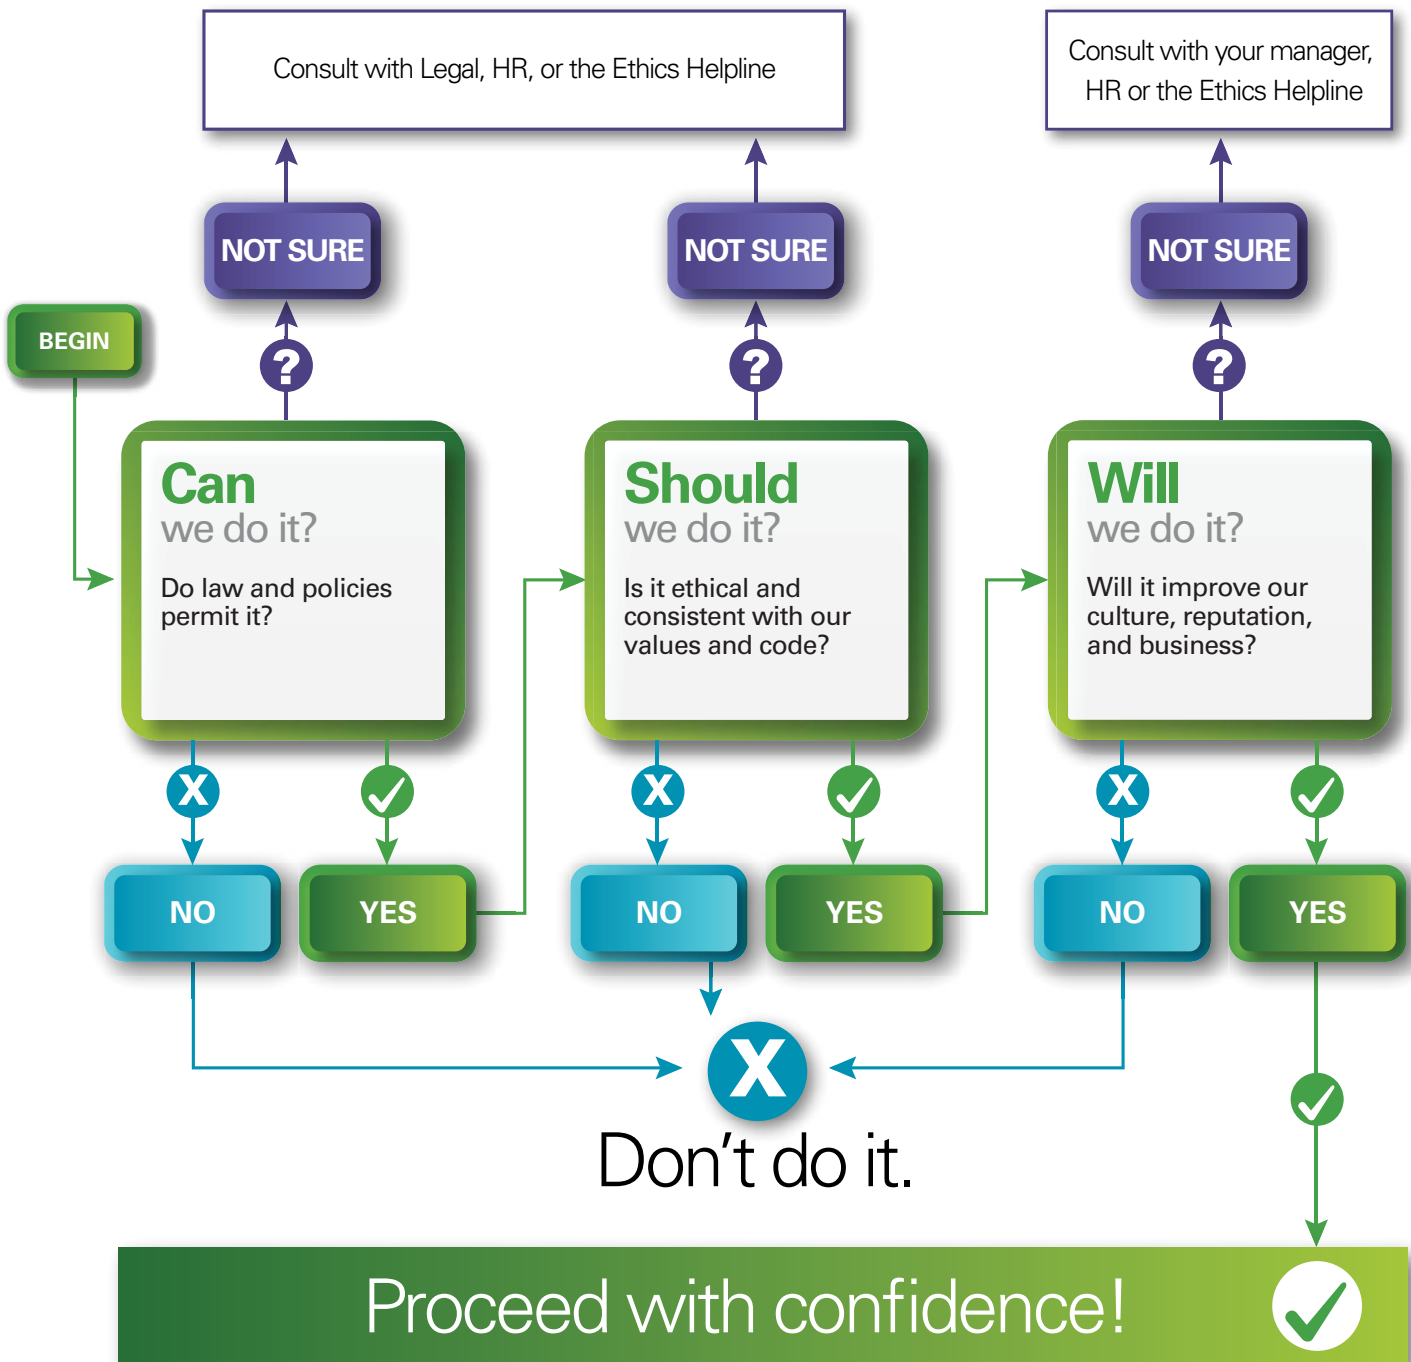 Consult with Legal, HR, or the Ethics Helpline
Consult with your manager,
HR or the Ethics Helpline
NOT SURE
NOT SURE
NOT SURE
BEGIN
?
?
?
Can
we do it?
Do law and policies
permit it?
Should
we do it?
Is it ethical and
consistent with our
values and code?
Will
we do it?
Will it improve our
culture, reputation,
and business?
X
X
X
NO
YES
NO
YES
NO
YES
X
Don't do it.
Proceed with confidence!